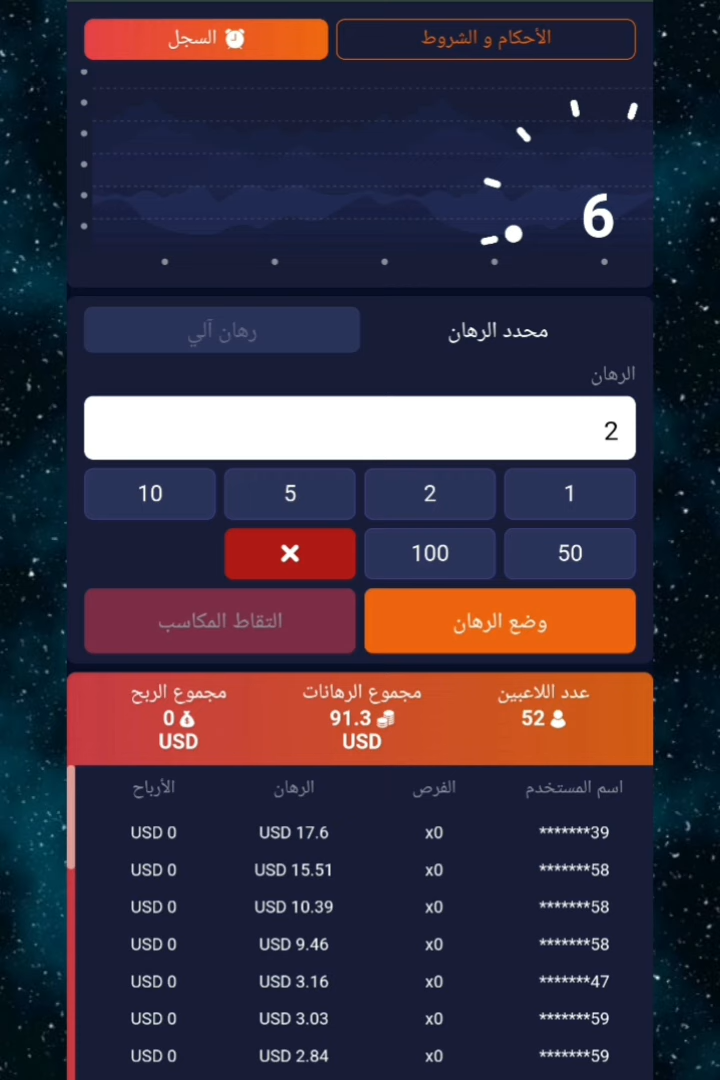 الأحكام و الشروط
السجل
6
محدد الرهان
رهان آلي
الرهان
2
1 2 5 10
50 100
وضع الرهان
التقاط المكاسب
عدد اللاعبين مجموع الرهانات مجموع الربح
52 91.3 0
USD USD
اسم المستخدم الفرص الرهان الأرباح
*******39 x0 USD 17.6 USD 0
*******58 x0 USD 15.51 USD 0
*******58 x0 USD 10.39 USD 0
*******58 x0 USD 9.46 USD 0
*******47 x0 USD 3.16 USD 0
*******59 x0 USD 3.03 USD 0
*******59 x0 USD 2.84 USD 0